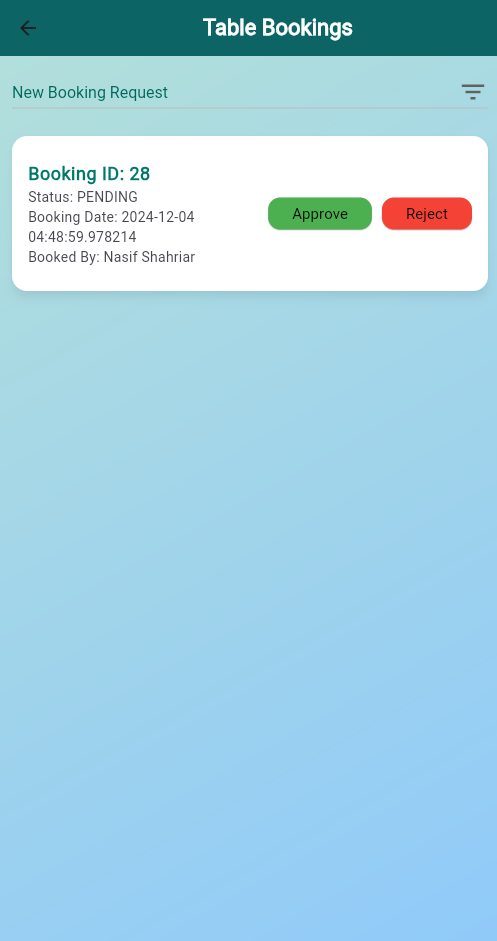 Table Bookings
New Booking Request
Booking ID: 28
Status: PENDING
Booking Date: 2024-12-04
04:48:59.978214
Booked By: Nasif Shahriar
Approve
Reject